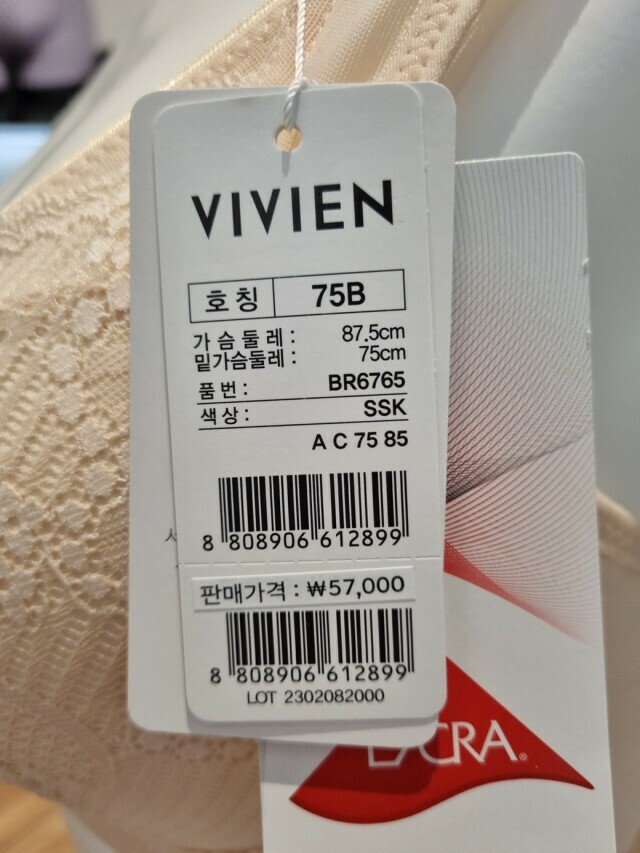 VIVIEN
호칭 75B
가슴둘레: 87.5cm
밑가슴둘레: 75cm
품번: BR6765
색상: SSK
A C 75 85
8 808906 612899
판매가격: ₩57,000
8 808906 612899
LOT 2302082000
LYCRA®